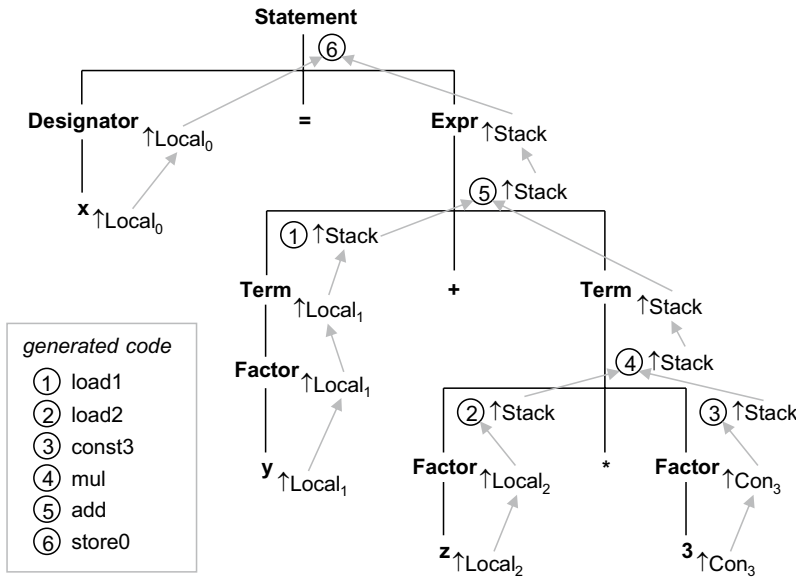 Statement
⑥
Designator ↑Local₀ = Expr ↑Stack
⑤ ↑Stack
x ↑Local₀
① ↑Stack
Term ↑Local₁ + Term ↑Stack
④ ↑Stack
Factor ↑Local₁
② ↑Stack ③ ↑Stack
y ↑Local₁ Factor ↑Local₂ * Factor ↑Con₃
z ↑Local₂ 3 ↑Con₃
generated code
① load1
② load2
③ const3
④ mul
⑤ add
⑥ store0